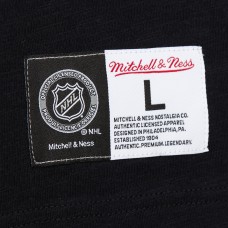 NHL
© NHL
Mitchell & Ness
Mitchell & Ness
L
MITCHELL & NESS NOSTALGIA CO.
AUTHENTIC LICENSED APPAREL
DESIGNED IN PHILADELPHIA, PA
ESTABLISHED 1904
AUTHENTIC. PREMIUM. LEGENDARY.